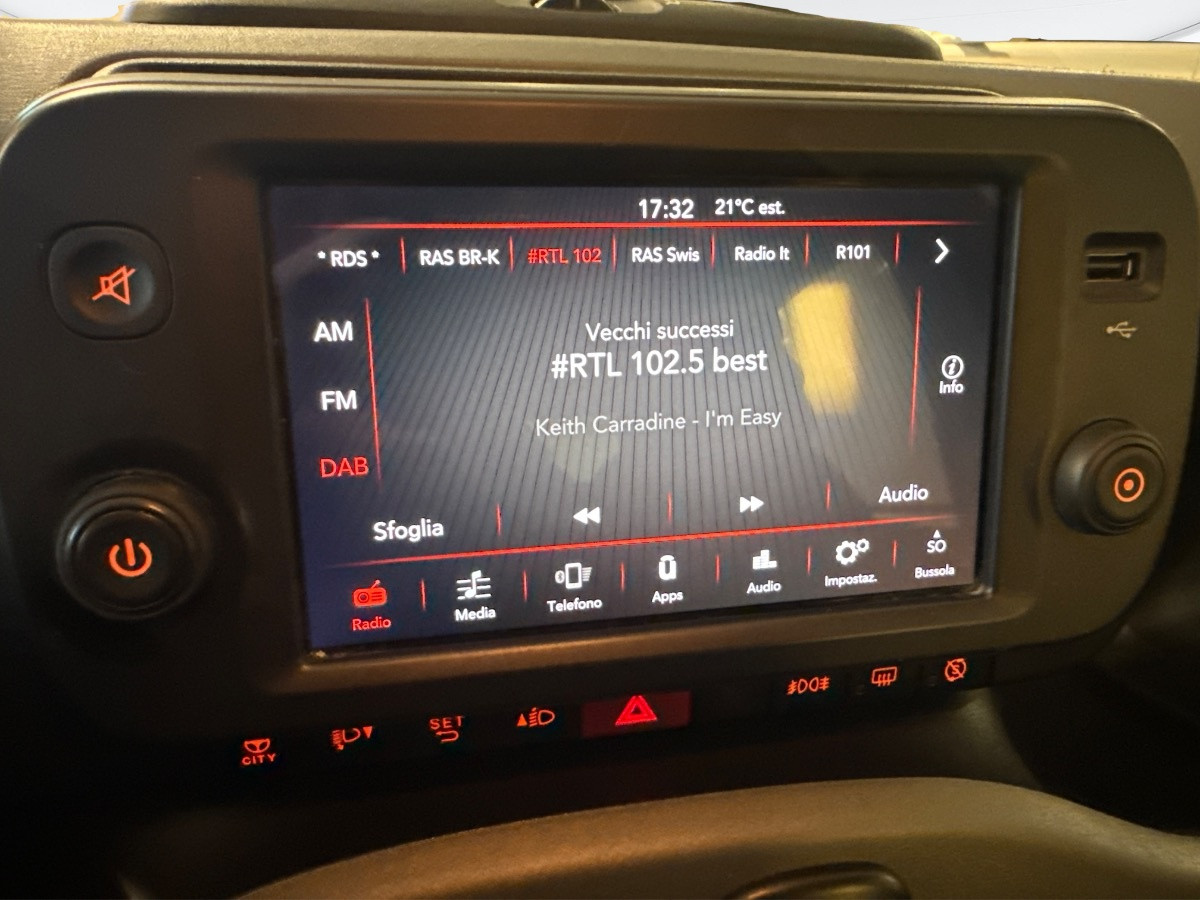 17:32 21°C est.
* RDS * RAS BR-K #RTL 102 RAS Swis Radio It R101
AM
Vecchi successi
#RTL 102.5 best
Info
FM
Keith Carradine - I'm Easy
DAB
Sfoglia Audio
SO
Radio Media Telefono Apps Audio Impostaz. Bussola
CITY
SET